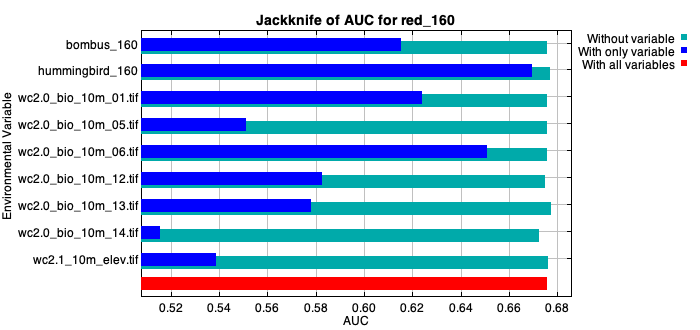 Jackknife of AUC for red_160
Without variable
With only variable
With all variables
Environmental Variable
bombus_160
hummingbird_160
wc2.0_bio_10m_01.tif
wc2.0_bio_10m_05.tif
wc2.0_bio_10m_06.tif
wc2.0_bio_10m_12.tif
wc2.0_bio_10m_13.tif
wc2.0_bio_10m_14.tif
wc2.1_10m_elev.tif
0.52 0.54 0.56 0.58 0.60 0.62 0.64 0.66 0.68
AUC